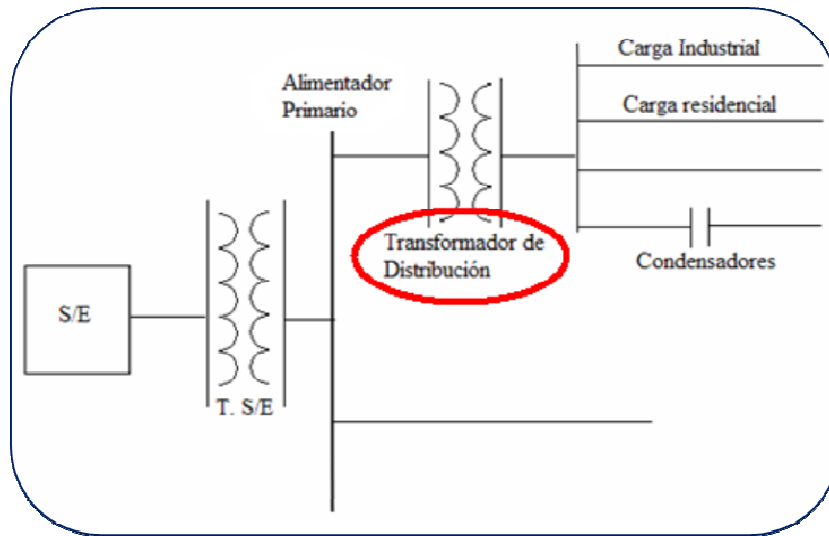 Carga Industrial
Alimentador
Primario
Carga residencial
Transformador de
Distribución
Condensadores
S/E
T. S/E